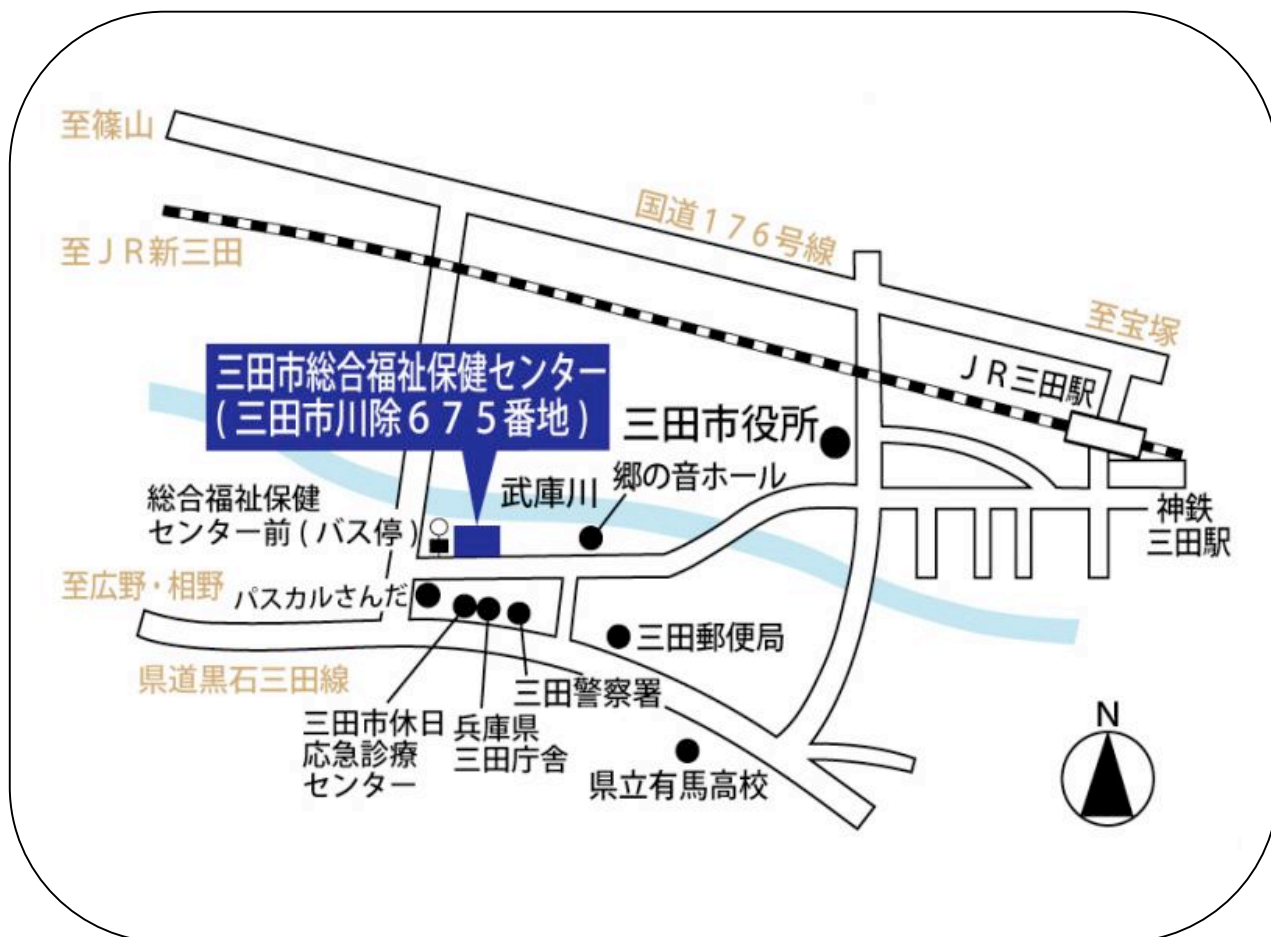 至篠山
国道１７６号線
至ＪＲ新三田
至宝塚
ＪＲ三田駅
三田市総合福祉保健センター
(三田市川除６７５番地)
三田市役所
郷の音ホール
武庫川
総合福祉保健
センター前(バス停)
神鉄
三田駅
至広野・相野
パスカルさんだ
三田郵便局
県道黒石三田線
三田警察署
三田市休日
応急診療
センター
兵庫県
三田庁舎
県立有馬高校
N